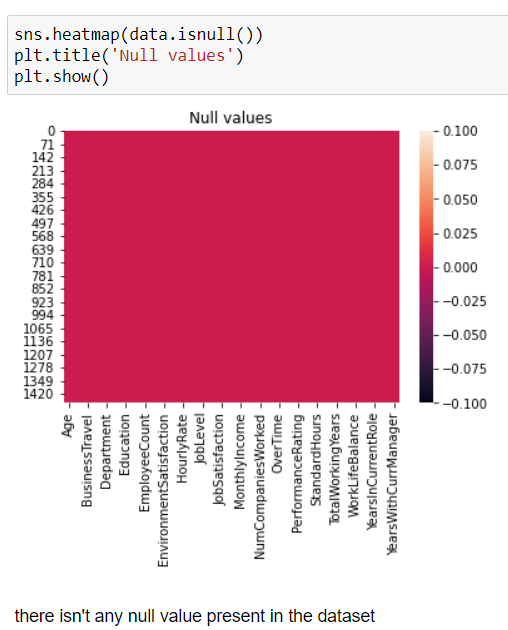 sns.heatmap(data.isnull())
plt.title('Null values')
plt.show()
Null values
0
71
142
213
284
355
426
497
568
639
710
781
852
923
994
1065
1136
1207
1278
1349
1420
0.100
0.075
0.050
0.025
0.000
−0.025
−0.050
−0.075
−0.100
Age
BusinessTravel
Department
Education
EmployeeCount
EnvironmentSatisfaction
HourlyRate
JobLevel
JobSatisfaction
MonthlyIncome
NumCompaniesWorked
OverTime
PerformanceRating
StandardHours
TotalWorkingYears
WorkLifeBalance
YearsInCurrentRole
YearsWithCurrManager
there isn't any null value present in the dataset